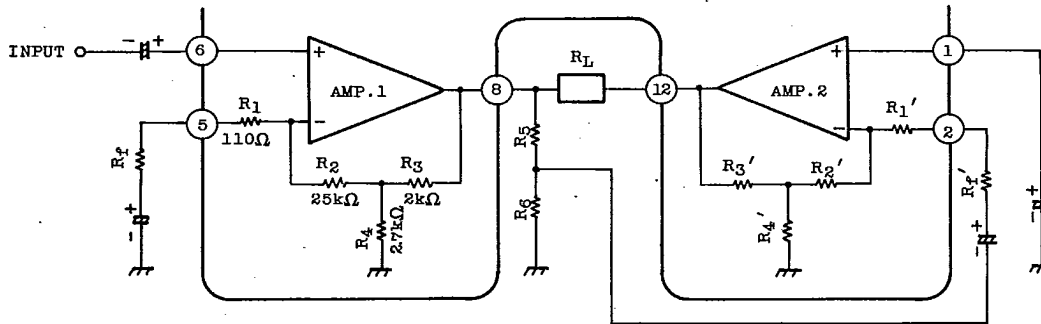 INPUT
- +
6
+
AMP.1
-
5
R1
110Ω
R2
25kΩ
R3
2kΩ
R4
2.7kΩ
Rf
+
-
8
RL
12
R5
R6
AMP.2
+
-
1
R1'
2
R3'
R2'
R4'
Rf'
+
-
+
-